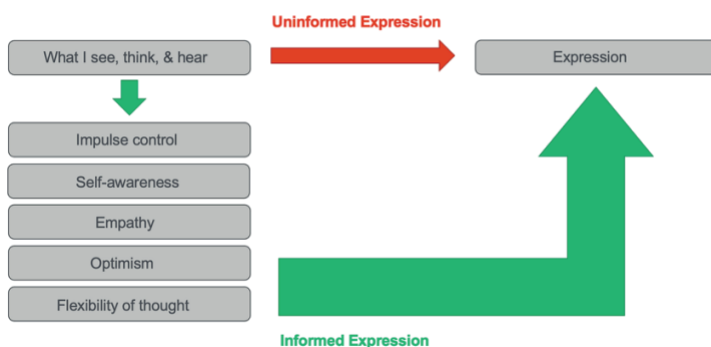 Uninformed Expression
What I see, think, & hear
Expression
Impulse control
Self-awareness
Empathy
Optimism
Flexibility of thought
Informed Expression